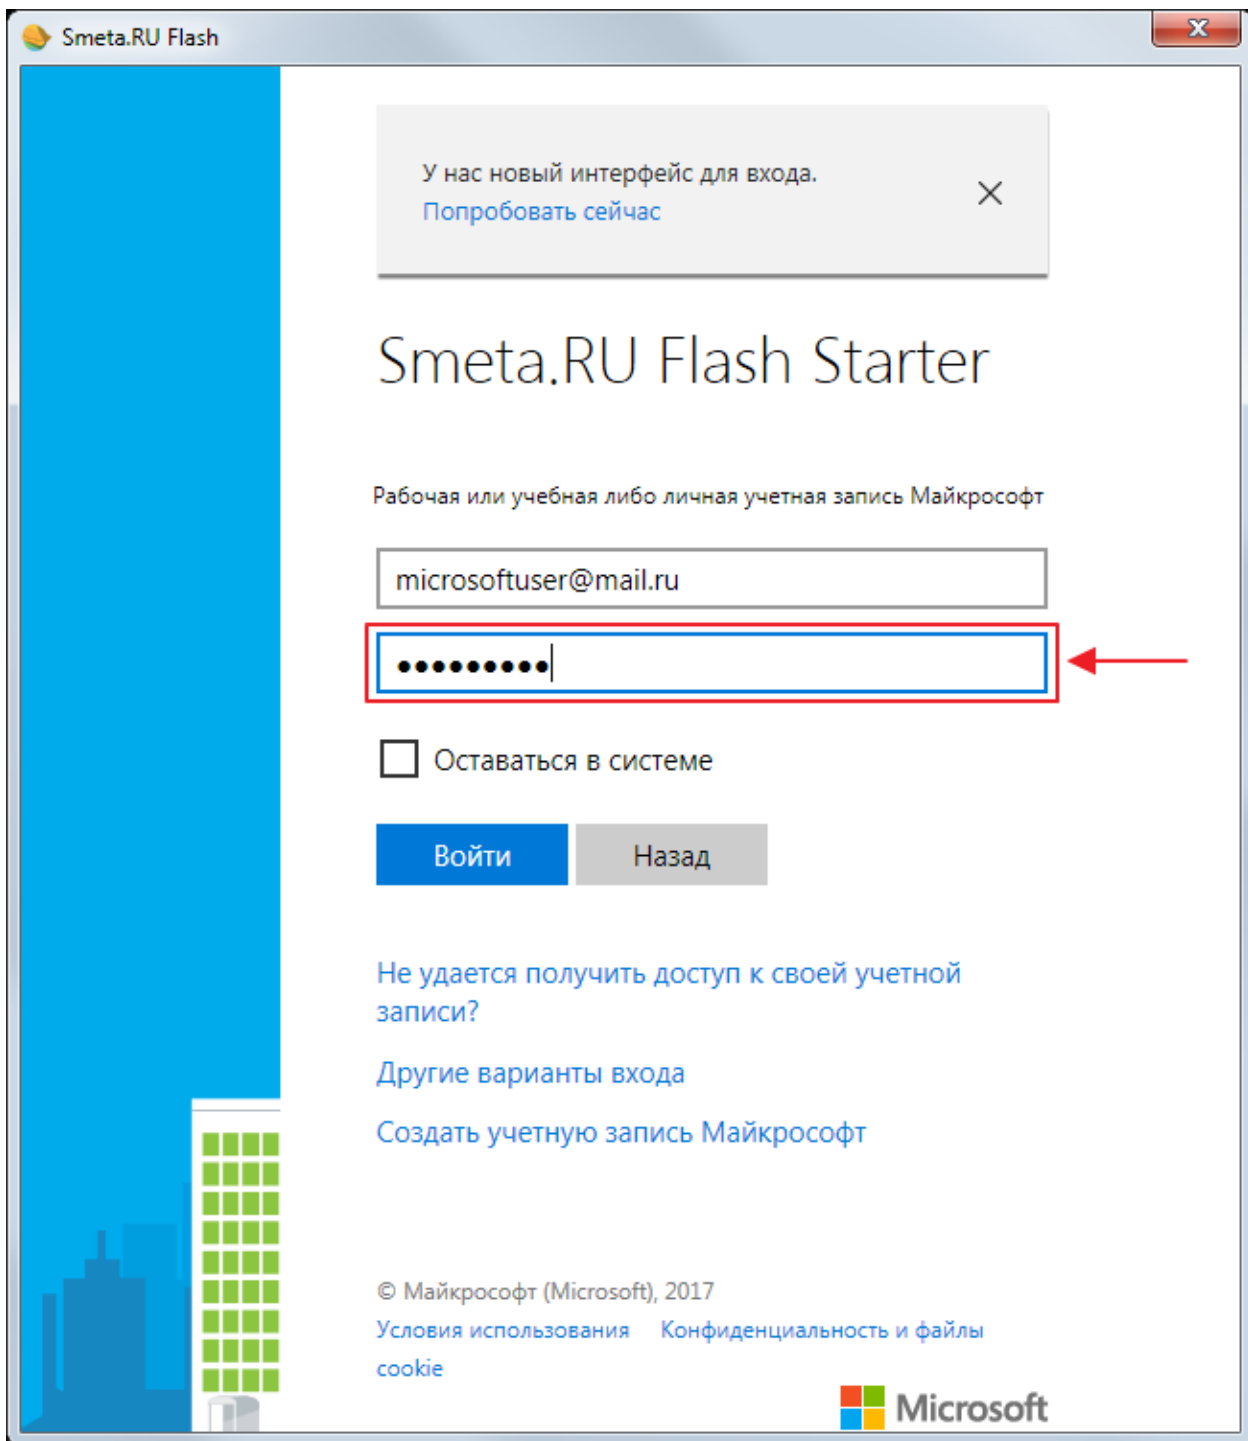 Smeta.RU Flash
У нас новый интерфейс для входа.
Попробовать сейчас
Smeta.RU Flash Starter
Рабочая или учебная либо личная учетная запись Майкрософт
microsoftuser@mail.ru
●●●●●●●●●
Оставаться в системе
Войти Назад
Не удается получить доступ к своей учетной
записи?
Другие варианты входа
Создать учетную запись Майкрософт
© Майкрософт (Microsoft), 2017
Условия использования Конфиденциальность и файлы
cookie
Microsoft